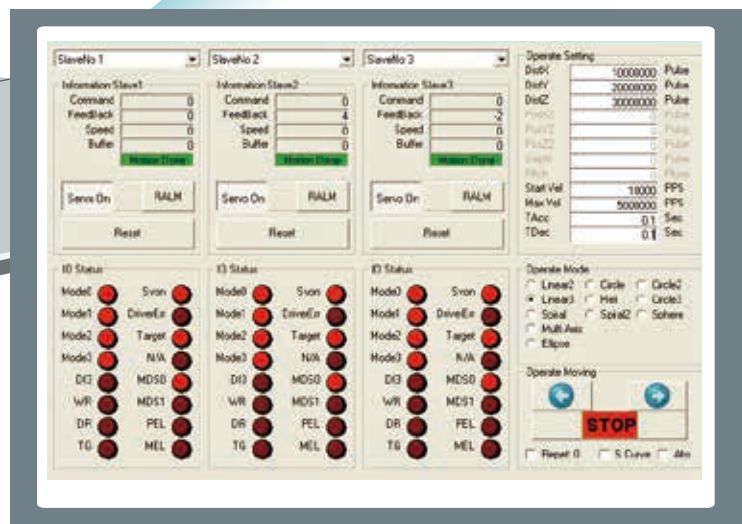 SlaveNo 1
Information Slave1
Command 0
FeedBack 0
Speed 0
Buffer 0
Motion Done
Servo On RALM
Reset
IO Status
Mode0 Svon
Mode1 DriverErr
Mode2 Target
Mode3 N/A
DI3 MDS0
WR MDS1
DR PEL
TG MEL
SlaveNo 2
Information Slave2
Command 0
FeedBack 4
Speed 0
Buffer 0
Motion Done
Servo On RALM
Reset
IO Status
Mode0 Svon
Mode1 DriverErr
Mode2 Target
Mode3 N/A
DI3 MDS0
WR MDS1
DR PEL
TG MEL
SlaveNo 3
Information Slave3
Command 0
FeedBack -2
Speed 0
Buffer 0
Motion Done
Servo On RALM
Reset
IO Status
Mode0 Svon
Mode1 DriverErr
Mode2 Target
Mode3 N/A
DI3 MDS0
WR MDS1
DR PEL
TG MEL
Operate Setting
DistX 10000000 Pulse
DistY 20000000 Pulse
DistZ 30000000 Pulse
Start Vel 10000 PPS
Max Vel 5000000 PPS
TAcc 0.1 Sec
TDec 0.1 Sec
Operate Mode
Linear2 Circle Circle2
Linear3 Heli Circle3
Spiral Spiral2 Sphere
Multi Axis
Ellipse
Operate Moving
STOP
Repeat 0 S Curve Abs